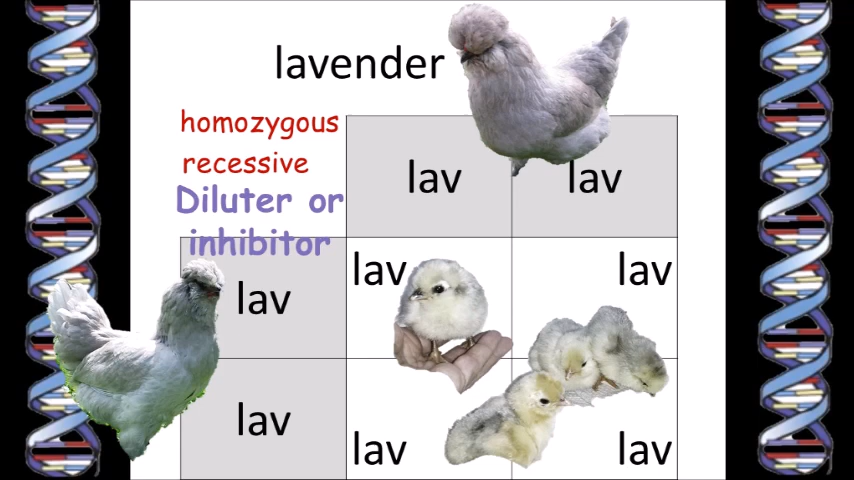 lavender
homozygous
recessive
Diluter or
inhibitor
lav lav
lav lav lav
lav lav lav